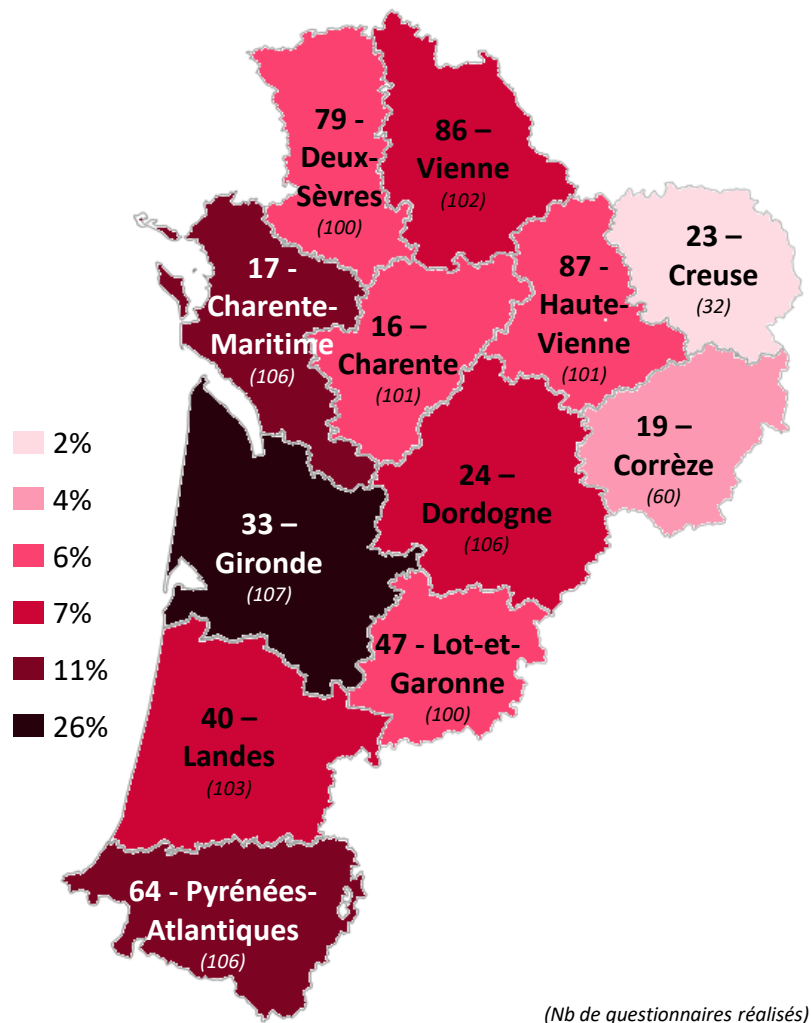 79 -
Deux-
Sèvres
(100)
86 –
Vienne
(102)
17 -
Charente-
Maritime
(106)
16 –
Charente
(101)
87 -
Haute-
Vienne
(101)
23 –
Creuse
(32)
19 –
Corrèze
(60)
24 –
Dordogne
(106)
33 –
Gironde
(107)
47 - Lot-et-
Garonne
(100)
40 –
Landes
(103)
64 - Pyrénées-
Atlantiques
(106)
2%
4%
6%
7%
11%
26%
(Nb de questionnaires réalisés)